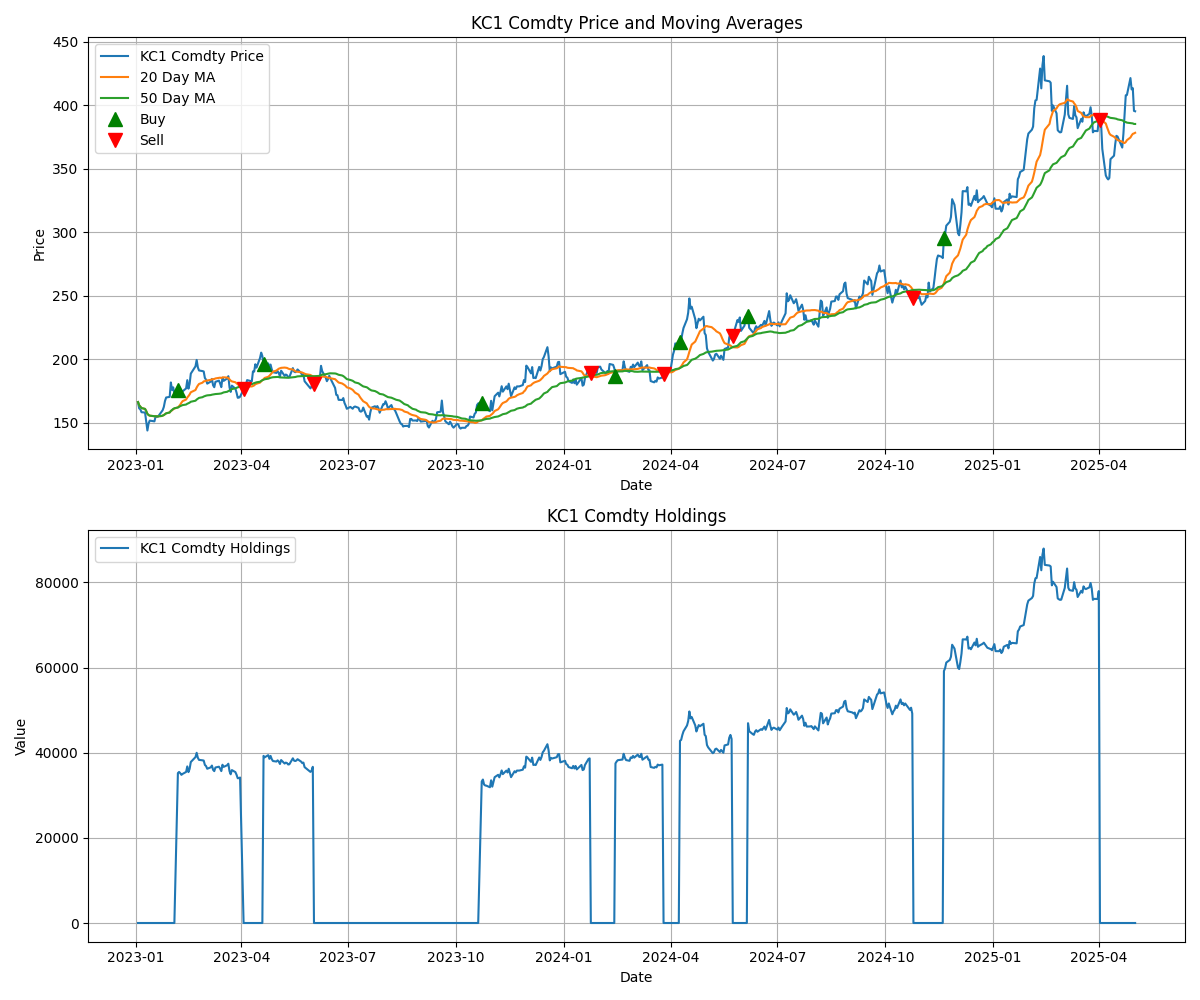 KC1 Comdty Price and Moving Averages
KC1 Comdty Price
20 Day MA
50 Day MA
Buy
Sell
450
400
350
300
250
200
150
Price
2023-01 2023-04 2023-07 2023-10 2024-01 2024-04 2024-07 2024-10 2025-01 2025-04
Date
KC1 Comdty Holdings
KC1 Comdty Holdings
80000
60000
40000
20000
0
Value
2023-01 2023-04 2023-07 2023-10 2024-01 2024-04 2024-07 2024-10 2025-01 2025-04
Date